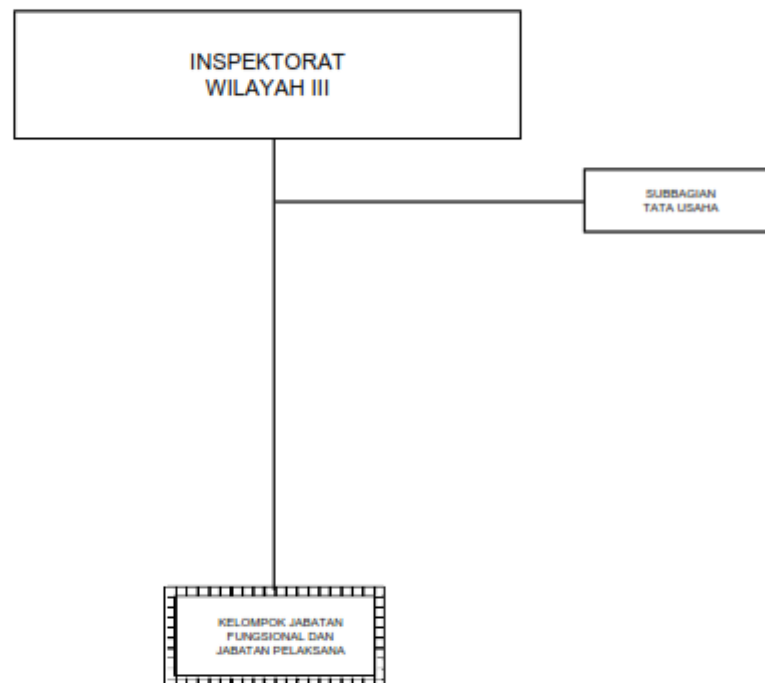 INSPEKTORAT
WILAYAH III
SUBBAGIAN
TATA USAHA
KELOMPOK JABATAN
FUNGSIONAL DAN
JABATAN PELAKSANA